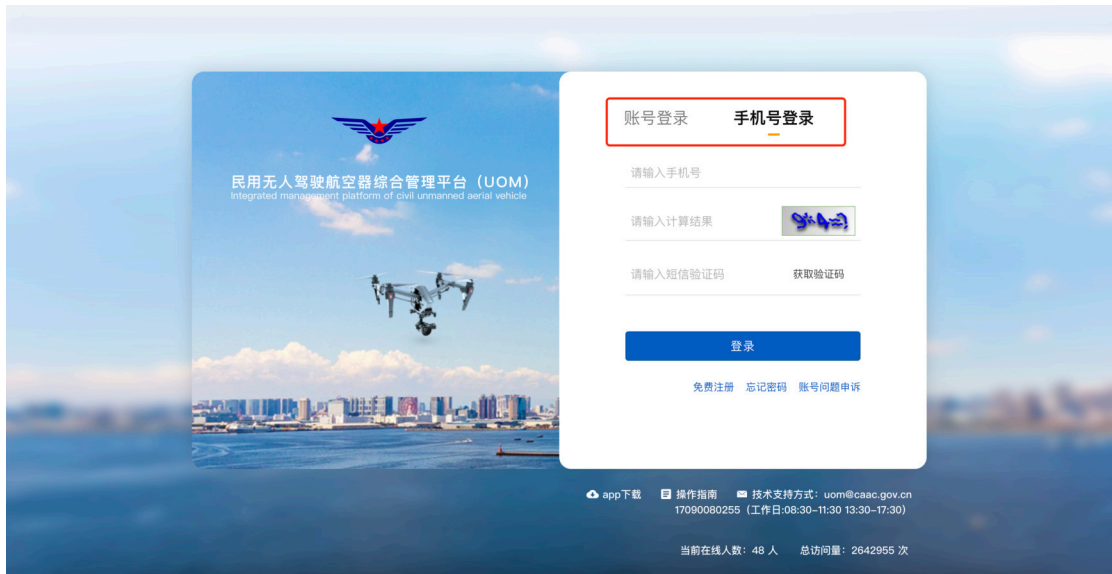 民用无人驾驶航空器综合管理平台（UOM）
Integrated management platform of civil unmanned aerial vehicle
账号登录 手机号登录
请输入手机号
请输入计算结果
请输入短信验证码 获取验证码
登录
免费注册 忘记密码 账号问题申诉
app下载 操作指南 技术支持方式：uom@caac.gov.cn
17090080255（工作日:08:30-11:30 13:30-17:30）
当前在线人数：48 人 总访问量：2642955 次